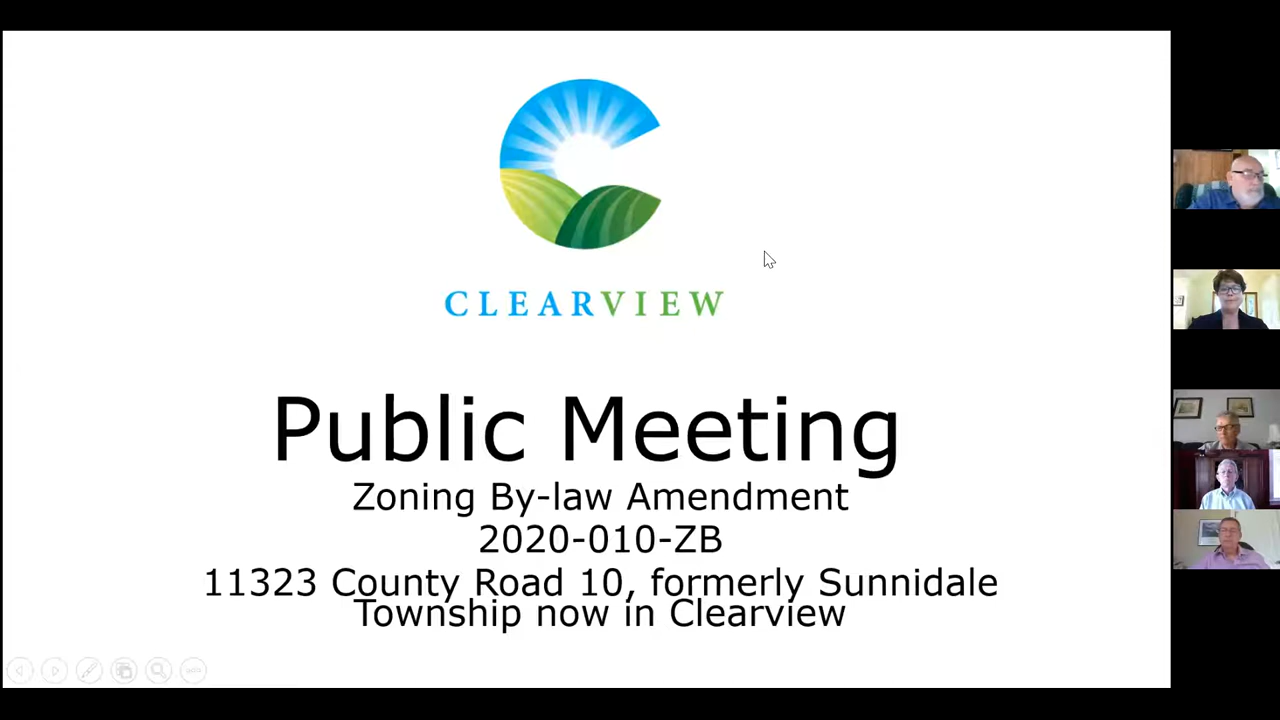 CLEARVIEW
Public Meeting
Zoning By-law Amendment
2020-010-ZB
11323 County Road 10, formerly Sunnidale
Township now in Clearview